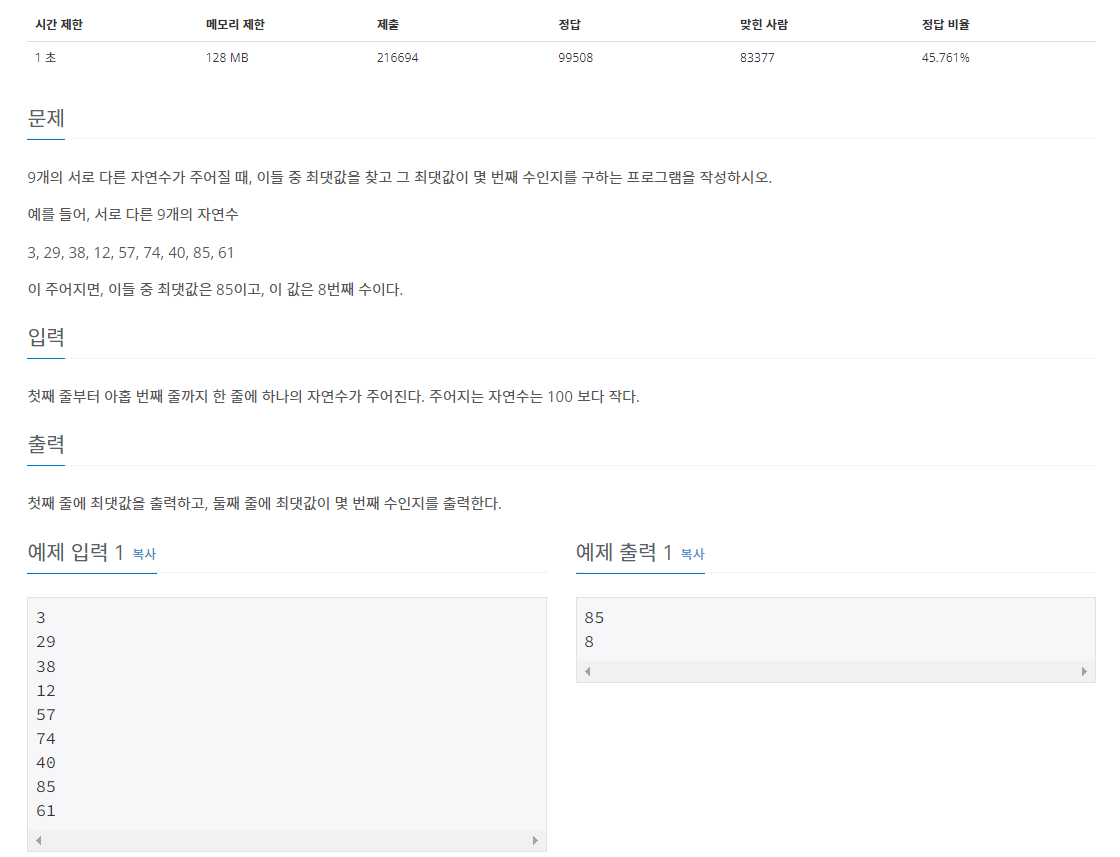 시간 제한 메모리 제한 제출 정답 맞힌 사람 정답 비율
1 초 128 MB 216694 99508 83377 45.761%
문제
9개의 서로 다른 자연수가 주어질 때, 이들 중 최댓값을 찾고 그 최댓값이 몇 번째 수인지를 구하는 프로그램을 작성하시오.
예를 들어, 서로 다른 9개의 자연수
3, 29, 38, 12, 57, 74, 40, 85, 61
이 주어지면, 이들 중 최댓값은 85이고, 이 값은 8번째 수이다.
입력
첫째 줄부터 아홉 번째 줄까지 한 줄에 하나의 자연수가 주어진다. 주어지는 자연수는 100 보다 작다.
출력
첫째 줄에 최댓값을 출력하고, 둘째 줄에 최댓값이 몇 번째 수인지를 출력한다.
예제 입력 1 복사
3
29
38
12
57
74
40
85
61
예제 출력 1 복사
85
8